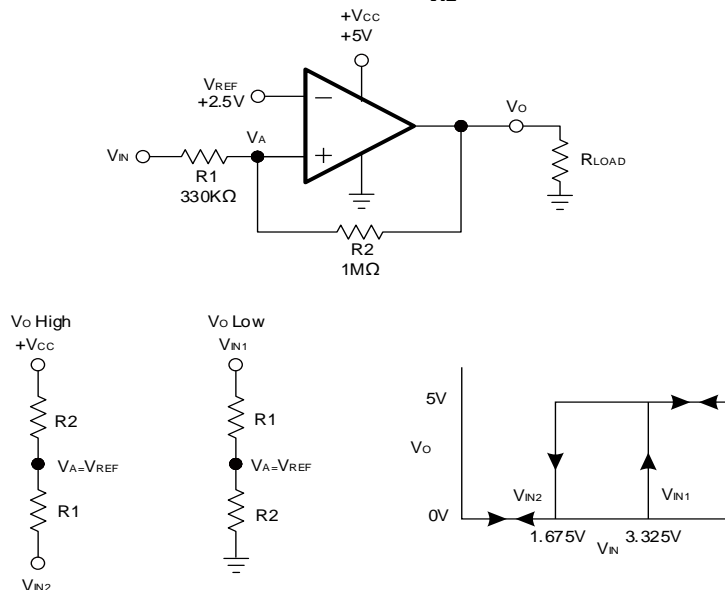 +VCC
+5V
VREF
+2.5V
VO
VA
VIN
R1
330KΩ
RLOAD
R2
1MΩ
VO High
+VCC
R2
VA=VREF
R1
VIN2
VO Low
VIN1
R1
VA=VREF
R2
5V
VO
0V
VIN2
VIN1
1.675V
3.325V
VIN